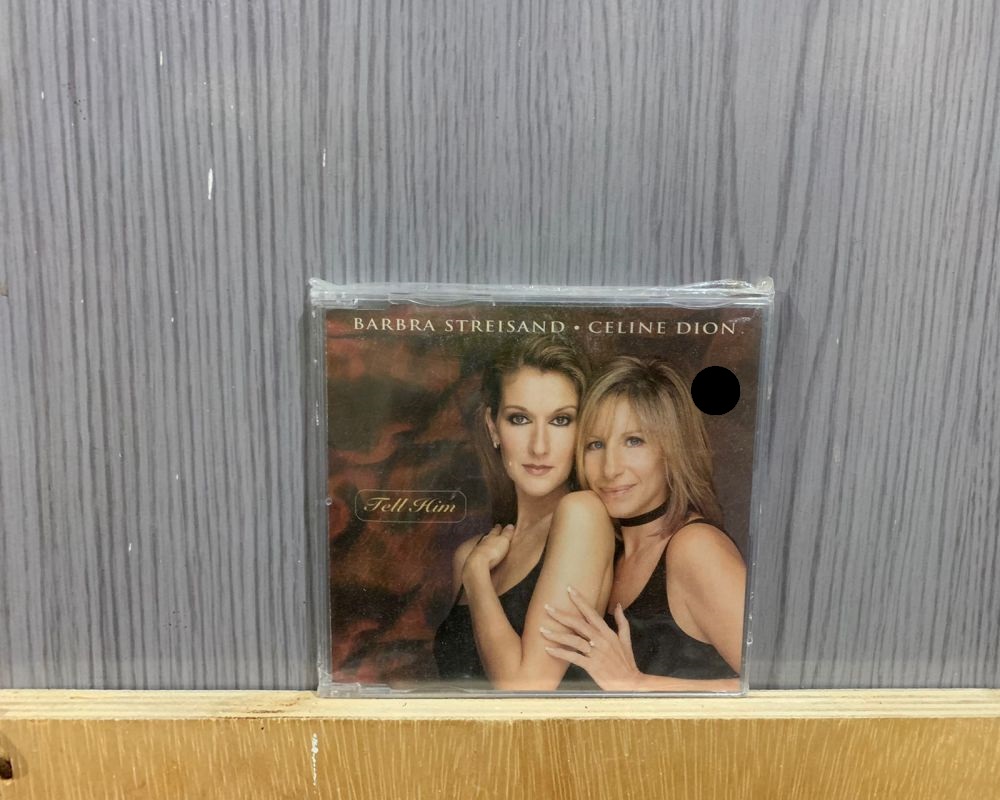 BARBRA STREISAND • CELINE DION
Tell Him